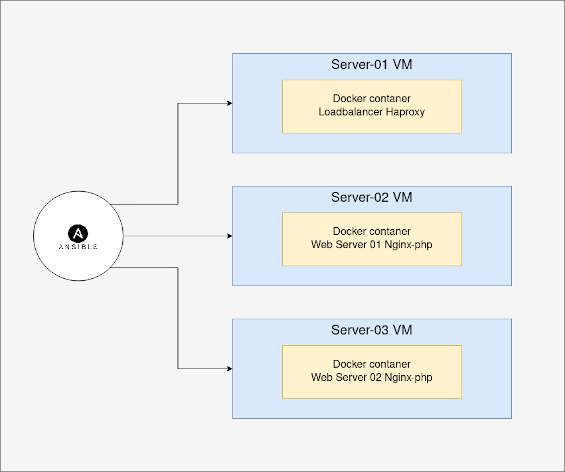 Server-01 VM
Docker contaner
Loadbalancer Haproxy
Server-02 VM
Docker contaner
Web Server 01 Nginx-php
ANSIBLE
Server-03 VM
Docker contaner
Web Server 02 Nginx-php